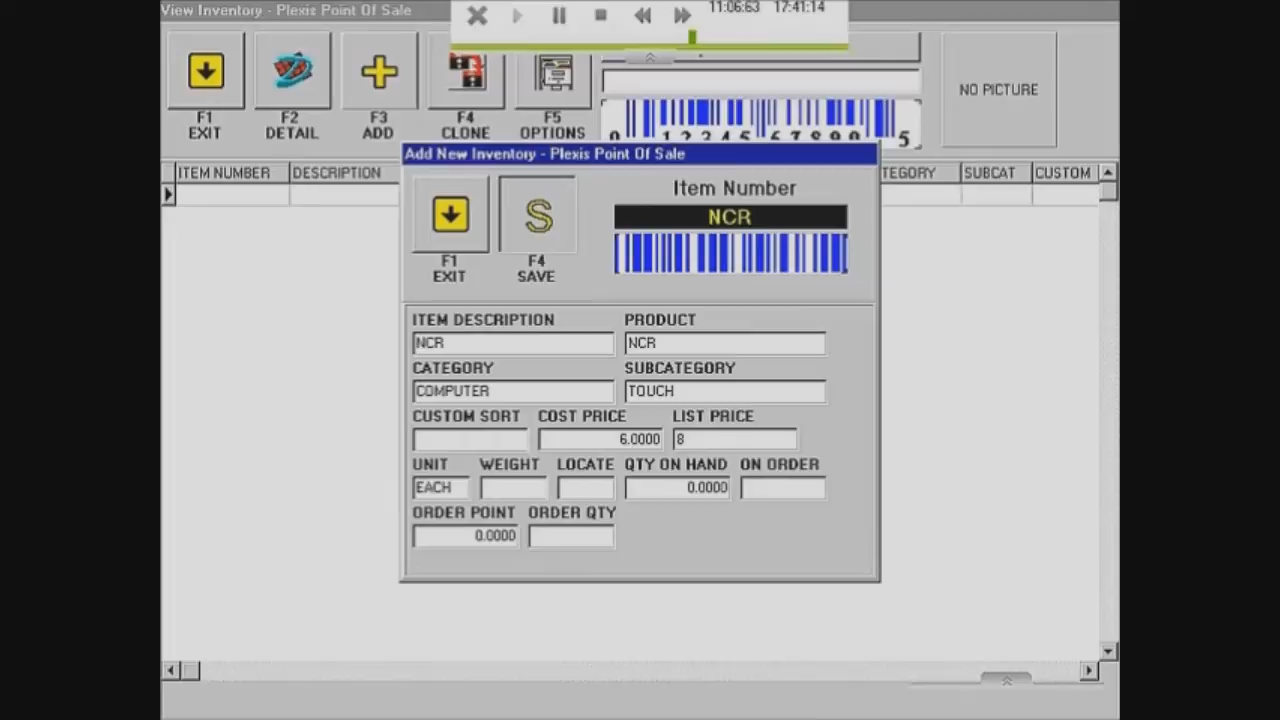 View Inventory - Plexis Point Of Sale
11:06:63 17:41:14
F1 EXIT
F2 DETAIL
F3 ADD
F4 CLONE
F5 OPTIONS
0 12345 67890 5
NO PICTURE
ITEM NUMBER DESCRIPTION TEGORY SUBCAT CUSTOM
Add New Inventory - Plexis Point Of Sale
S
F1 EXIT
F4 SAVE
Item Number
NCR
ITEM DESCRIPTION PRODUCT
NCR NCR
CATEGORY SUBCATEGORY
COMPUTER TOUCH
CUSTOM SORT COST PRICE LIST PRICE
6.0000 8
UNIT WEIGHT LOCATE QTY ON HAND ON ORDER
EACH 0.0000
ORDER POINT ORDER QTY
0.0000